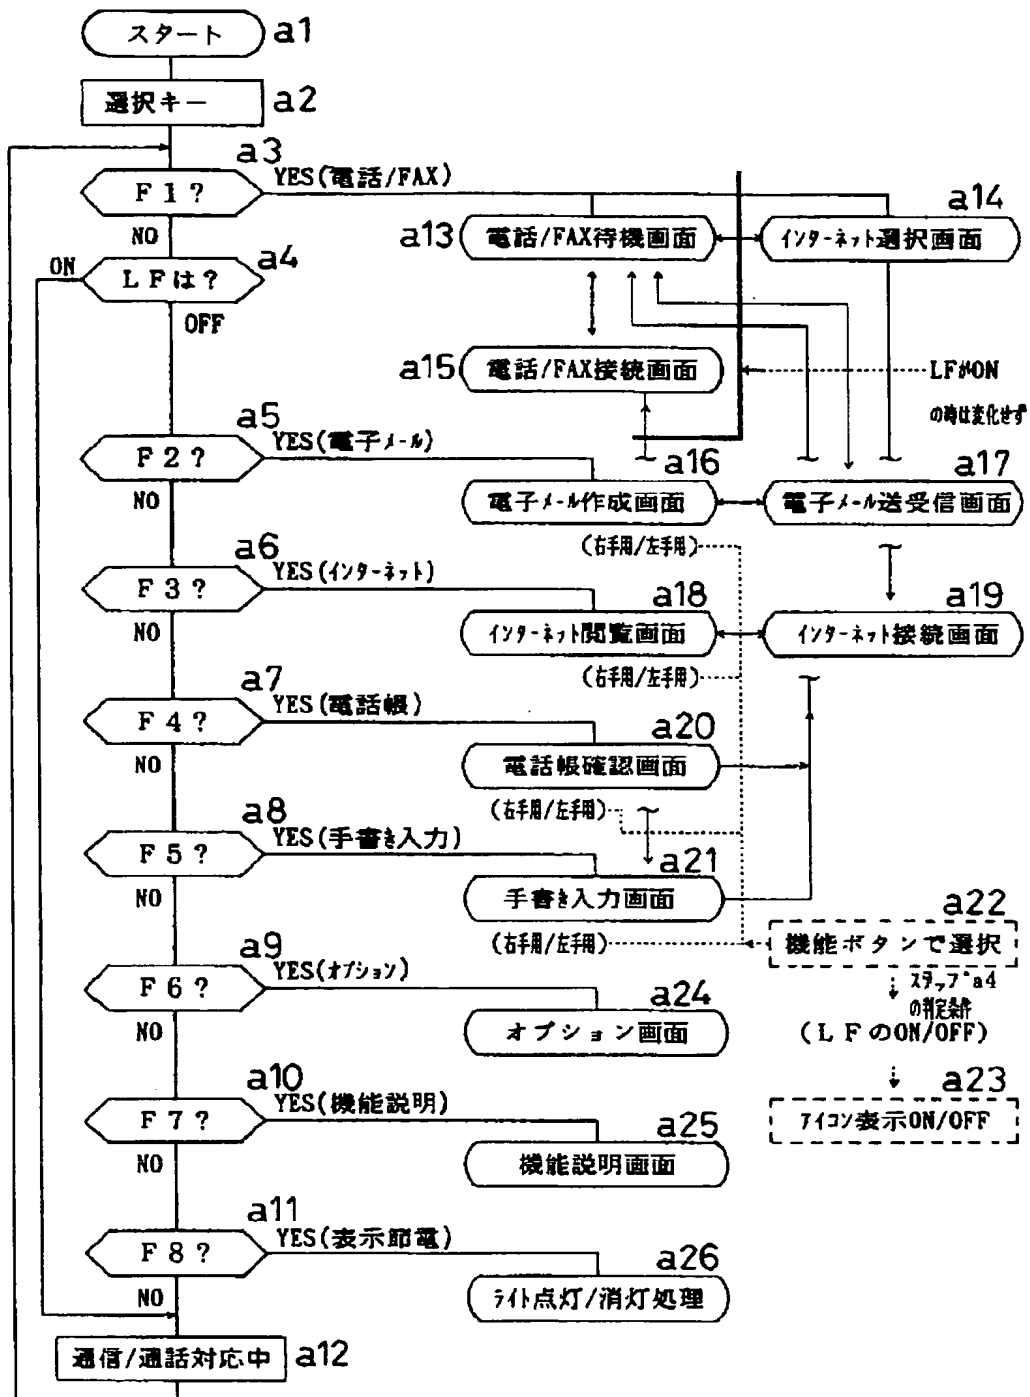 スタート a1
選択キー a2
a3
F1? YES(電話/FAX)
NO
a14
a13 電話/FAX待機画面
インターネット選択画面
a4
ON LFは?
OFF
a15 電話/FAX接続画面
LFがON
の時は変化せず
a5
F2? YES(電子メール)
NO
a16
電子メール作成画面
(右手用/左手用)
a17
電子メール送受信画面
a6
F3? YES(インターネット)
NO
a18
インターネット閲覧画面
(右手用/左手用)
a19
インターネット接続画面
a7
F4? YES(電話帳)
NO
a20
電話帳確認画面
(右手用/左手用)
a8
F5? YES(手書き入力)
NO
a21
手書き入力画面
(右手用/左手用)
a22
機能ボタンで選択
ステップa4
の判定条件
(LFのON/OFF)
a23
アイコン表示ON/OFF
a9
F6? YES(オプション)
NO
a24
オプション画面
a10
F7? YES(機能説明)
NO
a25
機能説明画面
a11
F8? YES(表示節電)
NO
a26
ライト点灯/消灯処理
通信/通話対応中 a12